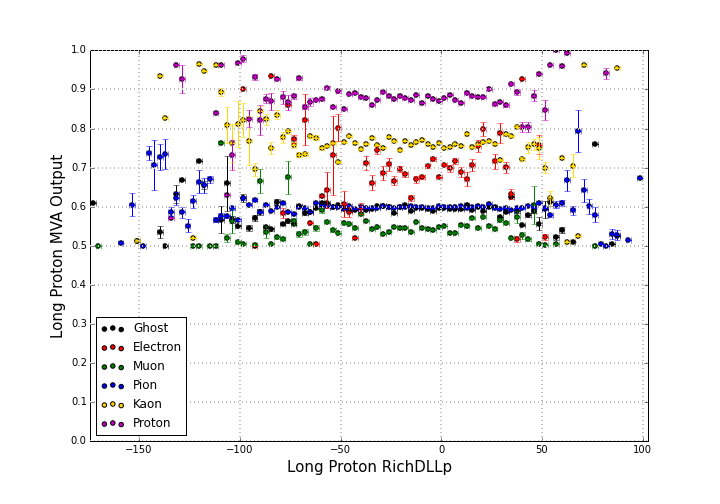 1.0
0.9
0.8
0.7
0.6
0.5
0.4
0.3
0.2
0.1
0.0
Long Proton MVA Output
Ghost
Electron
Muon
Pion
Kaon
Proton
−150
−100
−50
0
50
100
Long Proton RichDLLp